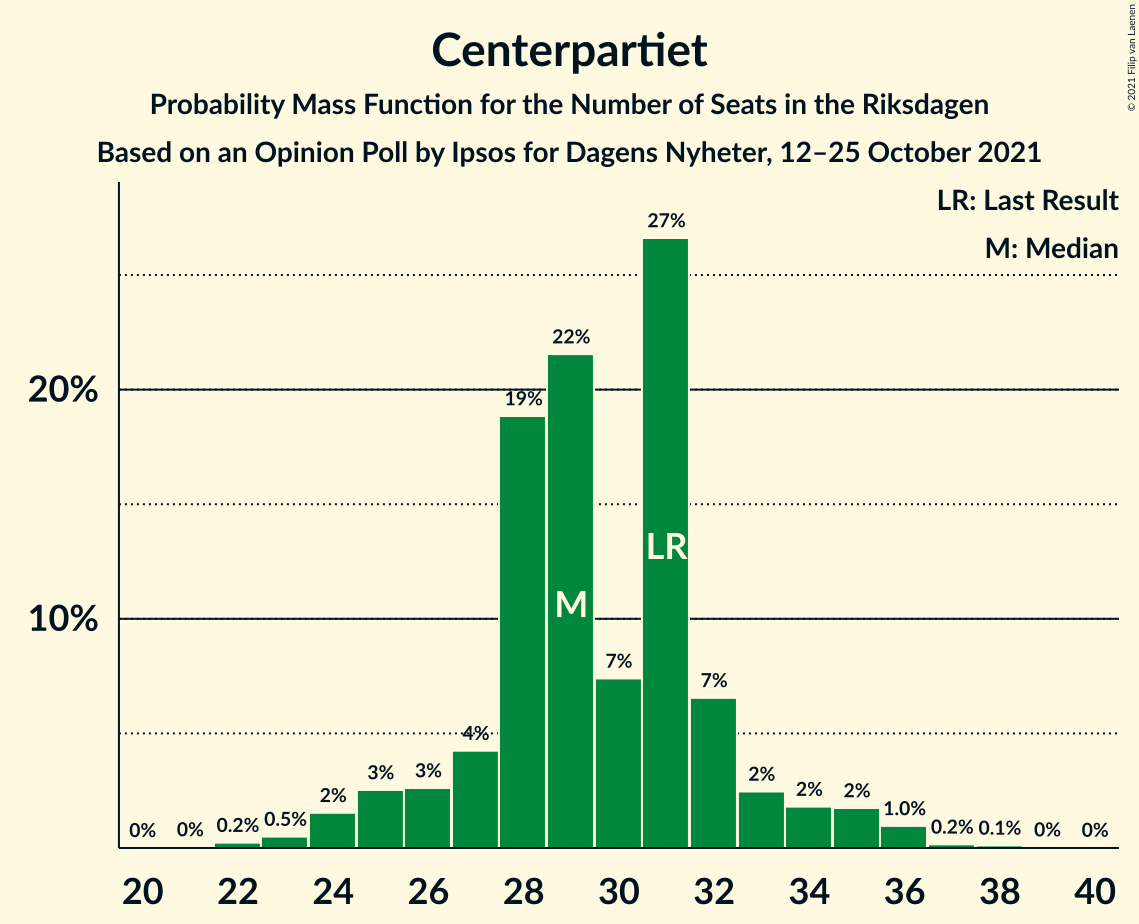 Centerpartiet
Probability Mass Function for the Number of Seats in the Riksdagen
Based on an Opinion Poll by Ipsos for Dagens Nyheter, 12–25 October 2021
© 2021 Filip van Laenen
LR: Last Result
M: Median
20%
10%
0% 0% 0.2% 0.5% 2% 3% 3% 4% 19% 22% 7% 27% 7% 2% 2% 2% 1.0% 0.2% 0.1% 0% 0%
M
LR
20 22 24 26 28 30 32 34 36 38 40